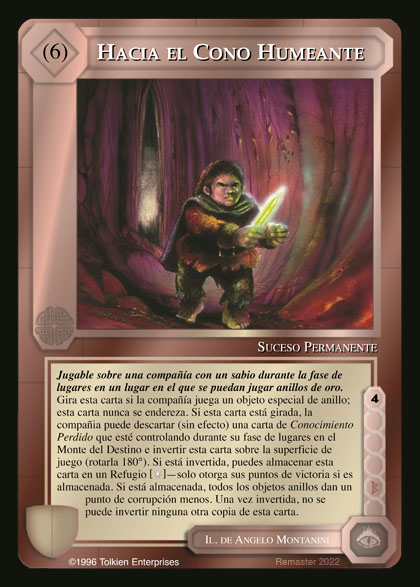 (6)
HACIA EL CONO HUMEANTE
SUCESO PERMANENTE
Jugable sobre una compañía con un sabio durante la fase de
lugares en un lugar en el que se puedan jugar anillos de oro.
Gira esta carta si la compañía juega un objeto especial de anillo;
esta carta nunca se endereza. Si esta carta está girada, la
compañía puede descartar (sin efecto) una carta de Conocimiento
Perdido que esté controlando durante su fase de lugares en el
Monte del Destino e invertir esta carta sobre la superficie de
juego (rotarla 180°). Si está invertida, puedes almacenar esta
carta en un Refugio [☀]—solo otorga sus puntos de victoria si es
almacenada. Si está almacenada, todos los objetos anillos dan un
punto de corrupción menos. Una vez invertida, no se
puede invertir ninguna otra copia de esta carta.
4
IL. DE ANGELO MONTANINI
©1996 Tolkien Enterprises
Remaster 2022